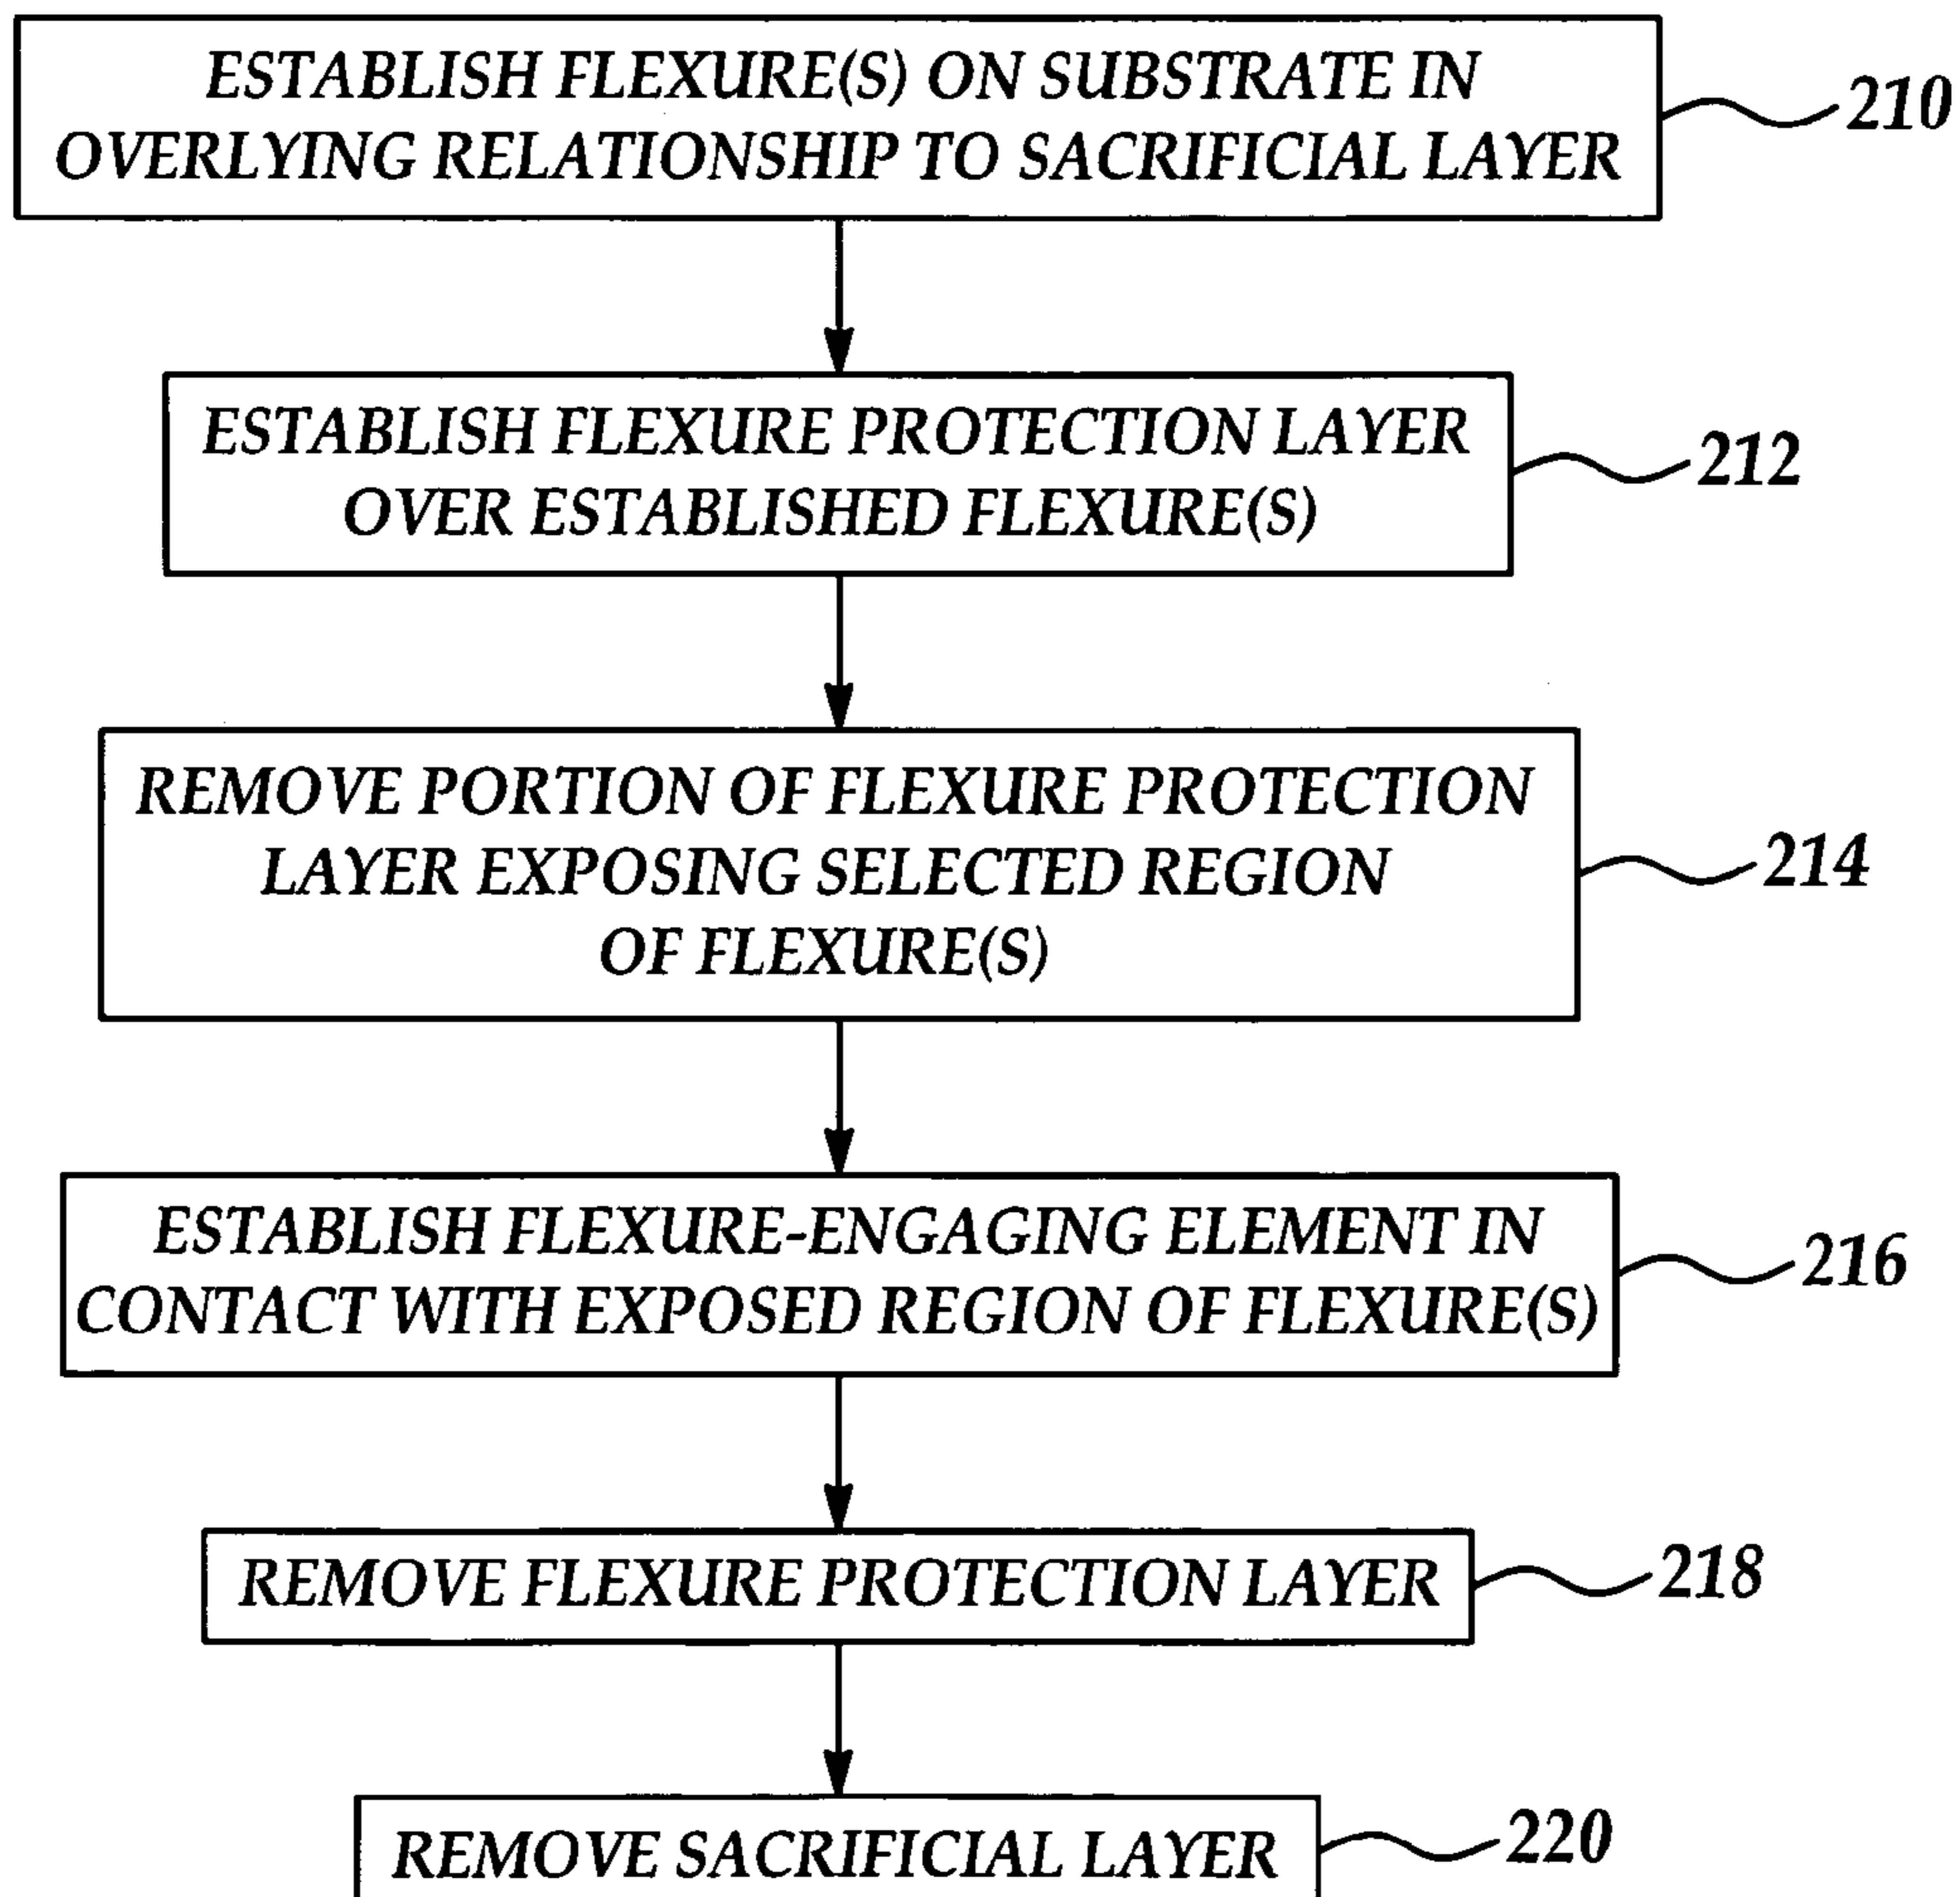 ESTABLISH FLEXURE(S) ON SUBSTRATE IN
OVERLYING RELATIONSHIP TO SACRIFICIAL LAYER
210
ESTABLISH FLEXURE PROTECTION LAYER
OVER ESTABLISHED FLEXURE(S)
212
REMOVE PORTION OF FLEXURE PROTECTION
LAYER EXPOSING SELECTED REGION
OF FLEXURE(S)
214
ESTABLISH FLEXURE-ENGAGING ELEMENT IN
CONTACT WITH EXPOSED REGION OF FLEXURE(S)
216
REMOVE FLEXURE PROTECTION LAYER
218
REMOVE SACRIFICIAL LAYER
220